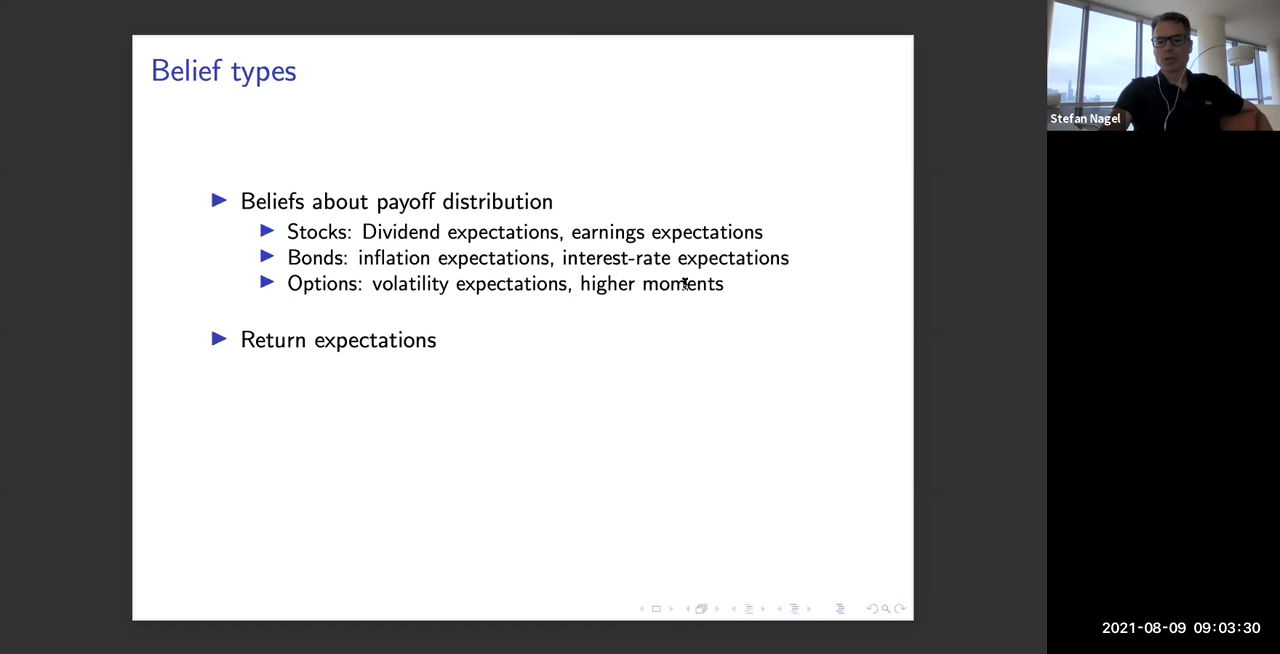 Belief types
Beliefs about payoff distribution
Stocks: Dividend expectations, earnings expectations
Bonds: inflation expectations, interest-rate expectations
Options: volatility expectations, higher moments
Return expectations
Stefan Nagel
2021-08-09 09:03:30